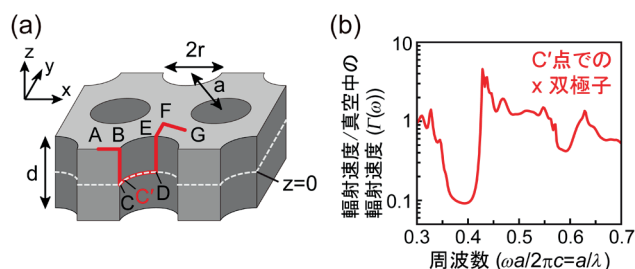 (a)
z
y
x
2r
a
A
B
E
F
G
d
C
C'
D
z=0
(b)
輻射速度/真空中の
輻射速度 (Γ(ω))
10
1
0.1
C'点での
x 双極子
0.3
0.4
0.5
0.6
0.7
周波数 (ωa/2πc=a/λ)